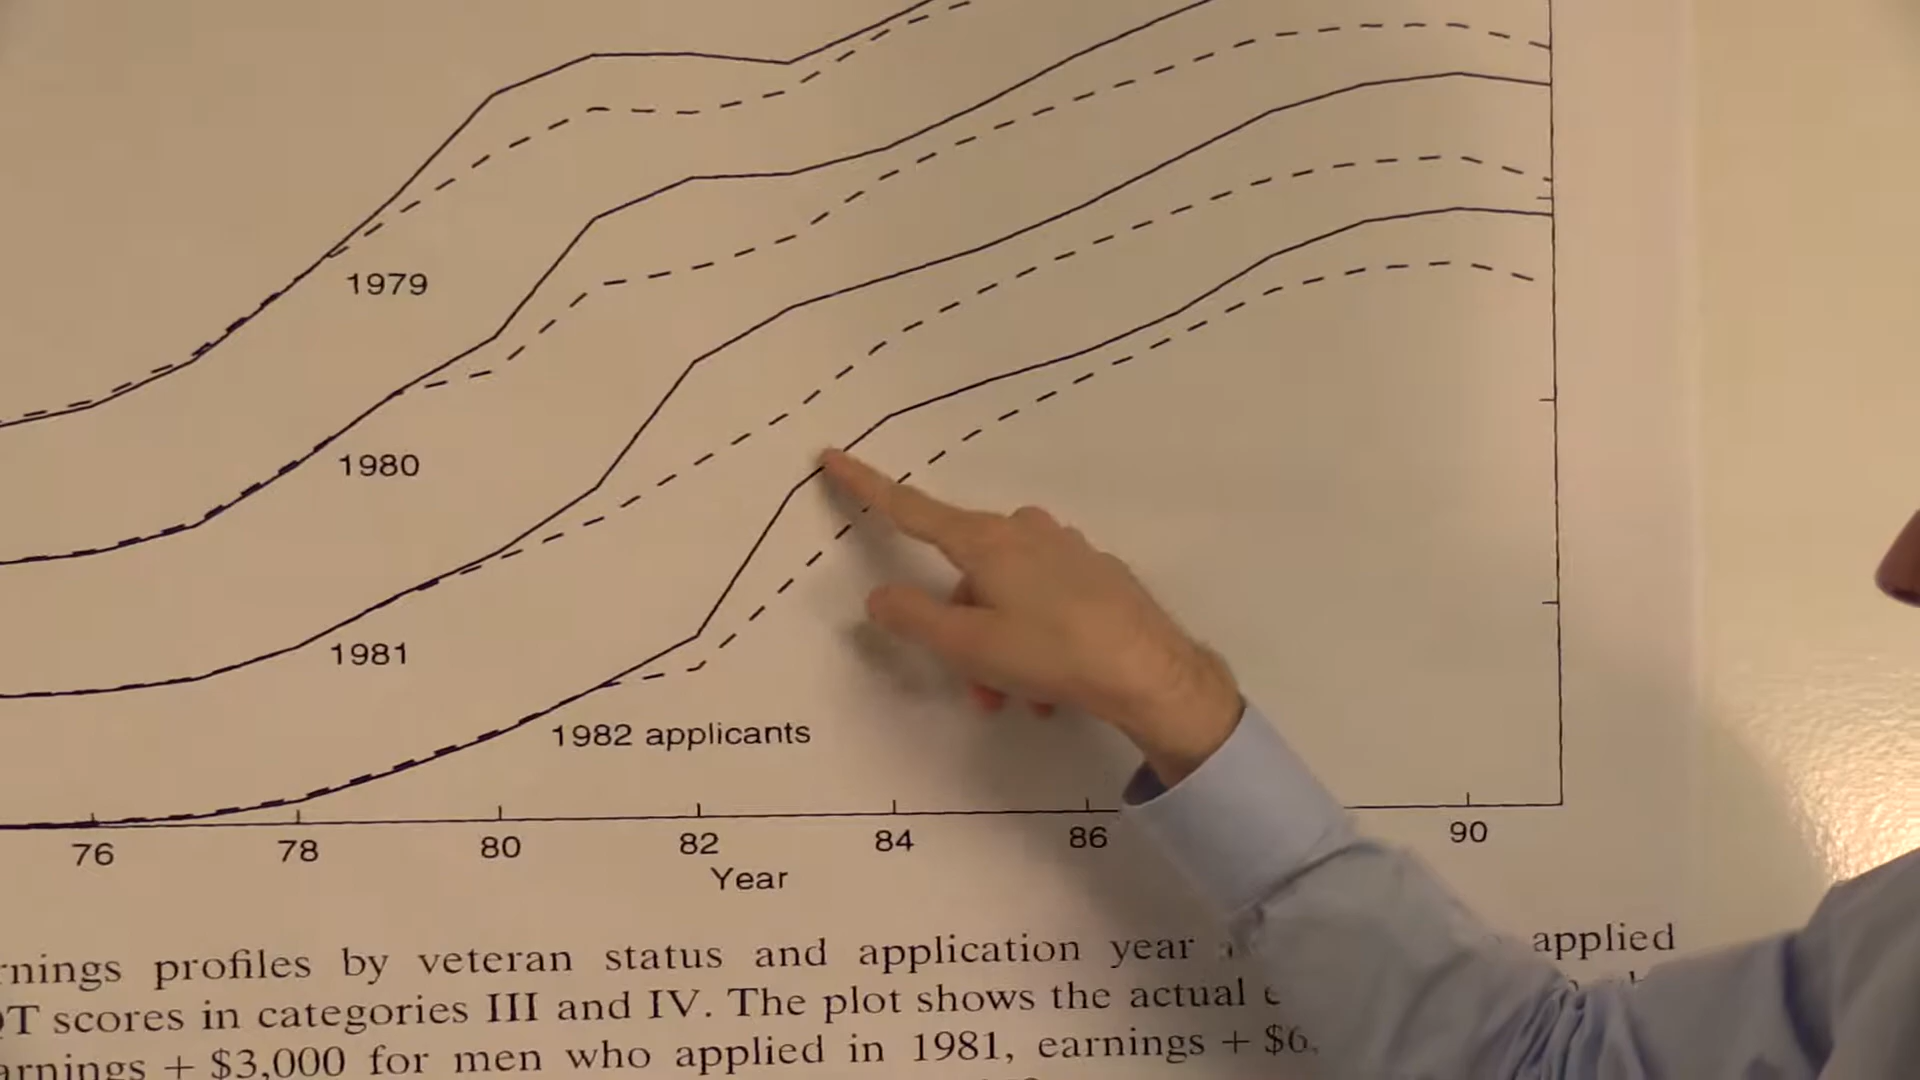 1979
1980
1981
1982 applicants
76 78 80 82 84 86 90
Year
rnings profiles by veteran status and application year applied
QT scores in categories III and IV. The plot shows the actual
arnings + $3,000 for men who applied in 1981, earnings + $6,